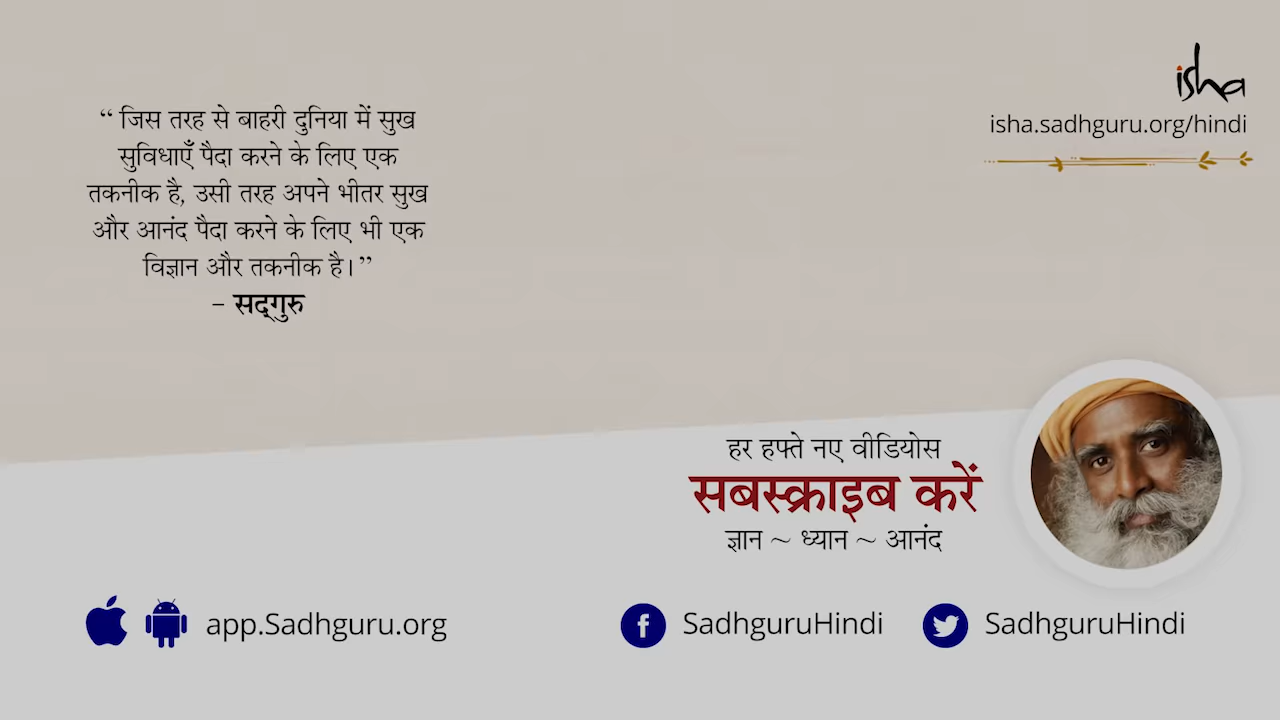 “ जिस तरह से बाहरी दुनिया में सुख
सुविधाएँ पैदा करने के लिए एक
तकनीक है, उसी तरह अपने भीतर सुख
और आनंद पैदा करने के लिए भी एक
विज्ञान और तकनीक है।”
- सद्गुरु
isha
isha.sadhguru.org/hindi
हर हफ्ते नए वीडियोस
सबस्क्राइब करें
ज्ञान ~ ध्यान ~ आनंद
app.Sadhguru.org
SadhguruHindi
SadhguruHindi